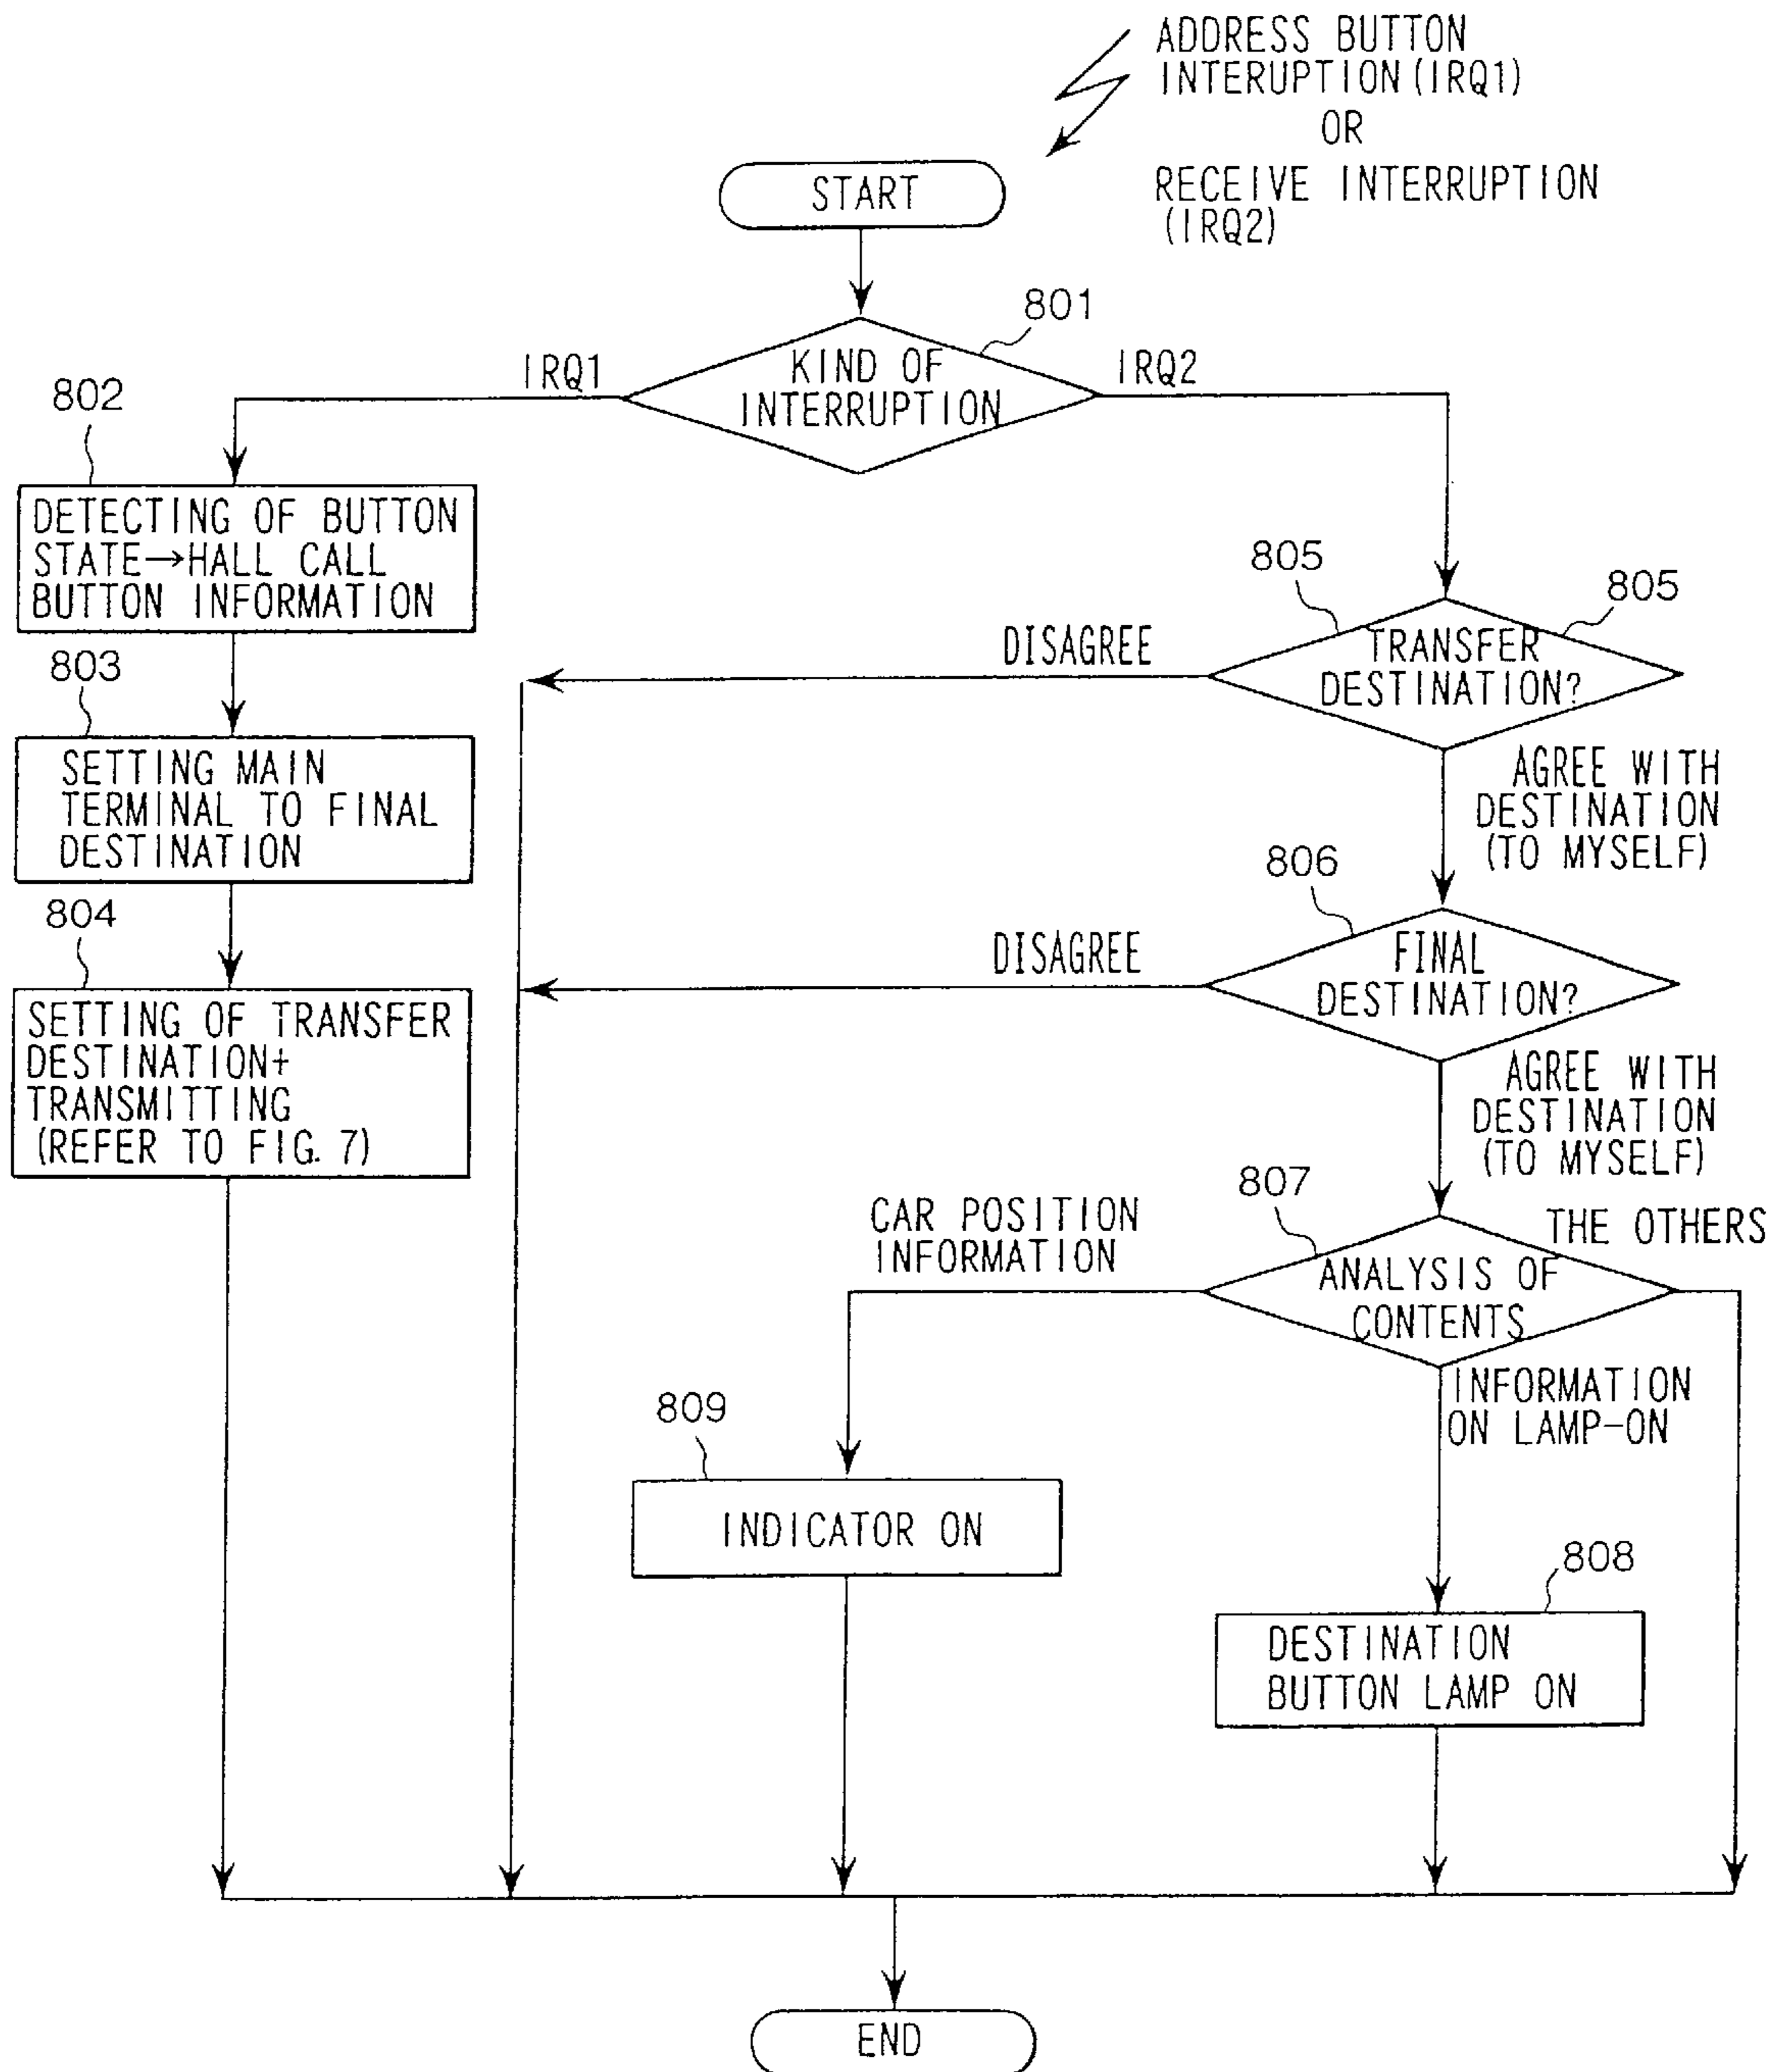 ADDRESS BUTTON
INTERUPTION (IRQ1)
OR
RECEIVE INTERRUPTION
(IRQ2)
START
801
KIND OF
INTERRUPTION
IRQ1
IRQ2
802
DETECTING OF BUTTON
STATE→HALL CALL
BUTTON INFORMATION
803
SETTING MAIN
TERMINAL TO FINAL
DESTINATION
804
SETTING OF TRANSFER
DESTINATION+
TRANSMITTING
(REFER TO FIG. 7)
805
805
TRANSFER
DESTINATION?
DISAGREE
AGREE WITH
DESTINATION
(TO MYSELF)
806
FINAL
DESTINATION?
DISAGREE
AGREE WITH
DESTINATION
(TO MYSELF)
807
ANALYSIS OF
CONTENTS
CAR POSITION
INFORMATION
THE OTHERS
INFORMATION
ON LAMP-ON
809
INDICATOR ON
808
DESTINATION
BUTTON LAMP ON
END